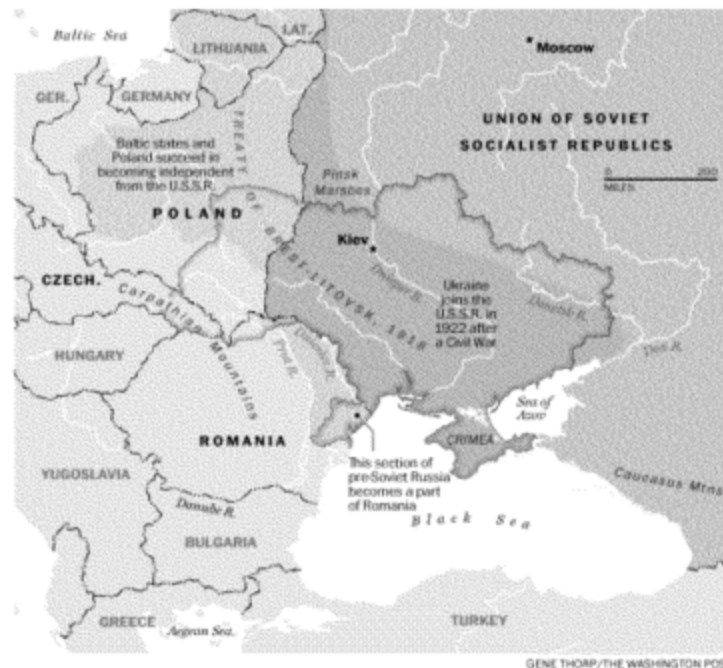 Baltic Sea
LAT.
LITHUANIA
Moscow
GER.
GERMANY
UNION OF SOVIET
SOCIALIST REPUBLICS
Baltic states and
Poland succeed in
becoming independent
from the U.S.S.R.
TREATY OF BREST-LITOVSK, 1918
Pinsk
Marshes
0 200
MILES
POLAND
Kiev
CZECH.
Dnieper R.
Ukraine
joins the
U.S.S.R. in
1922 after
a Civil War
Carpathian Mountains
Don R.
HUNGARY
Prut R.
Sea of
Azov
ROMANIA
CRIMEA
This section of
pre-Soviet Russia
becomes a part
of Romania
YUGOSLAVIA
Caucasus Mtns
Danube R.
Black Sea
BULGARIA
GREECE
Aegean Sea
TURKEY
GENE THORP/THE WASHINGTON POS